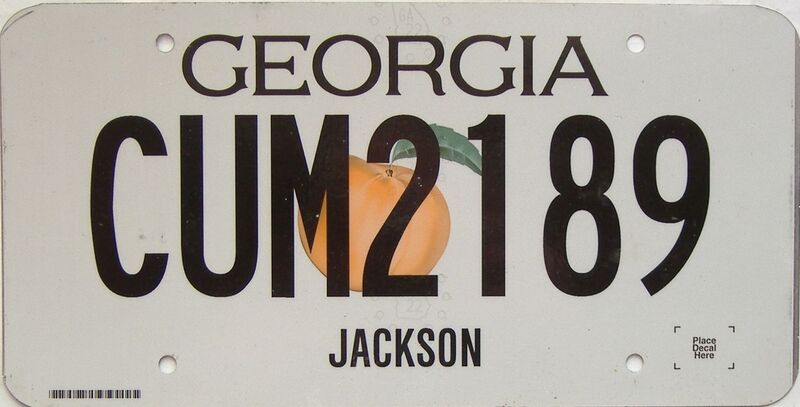 GEORGIA
CUM2189
JACKSON
Place
Decal
Here